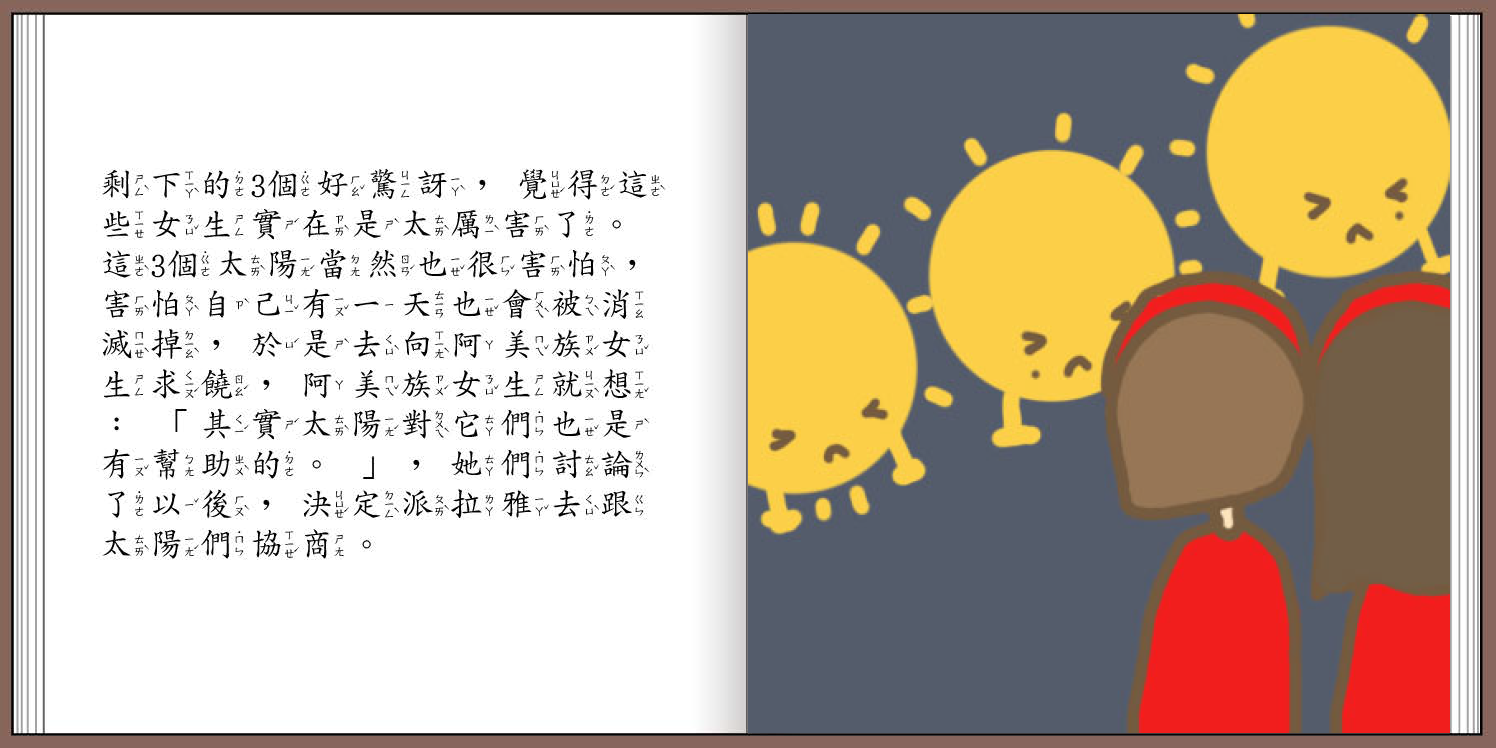 剩下的3個好驚訝，覺得這
些女生實在是太厲害了。
這3個太陽當然也很害怕，
害怕自己有一天也會被消
滅掉，於是去向阿美族女
生求饒，阿美族女生就想
：「其實太陽對它們也是
有幫助的。」，她們討論
了以後，決定派拉雅去跟
太陽們協商。